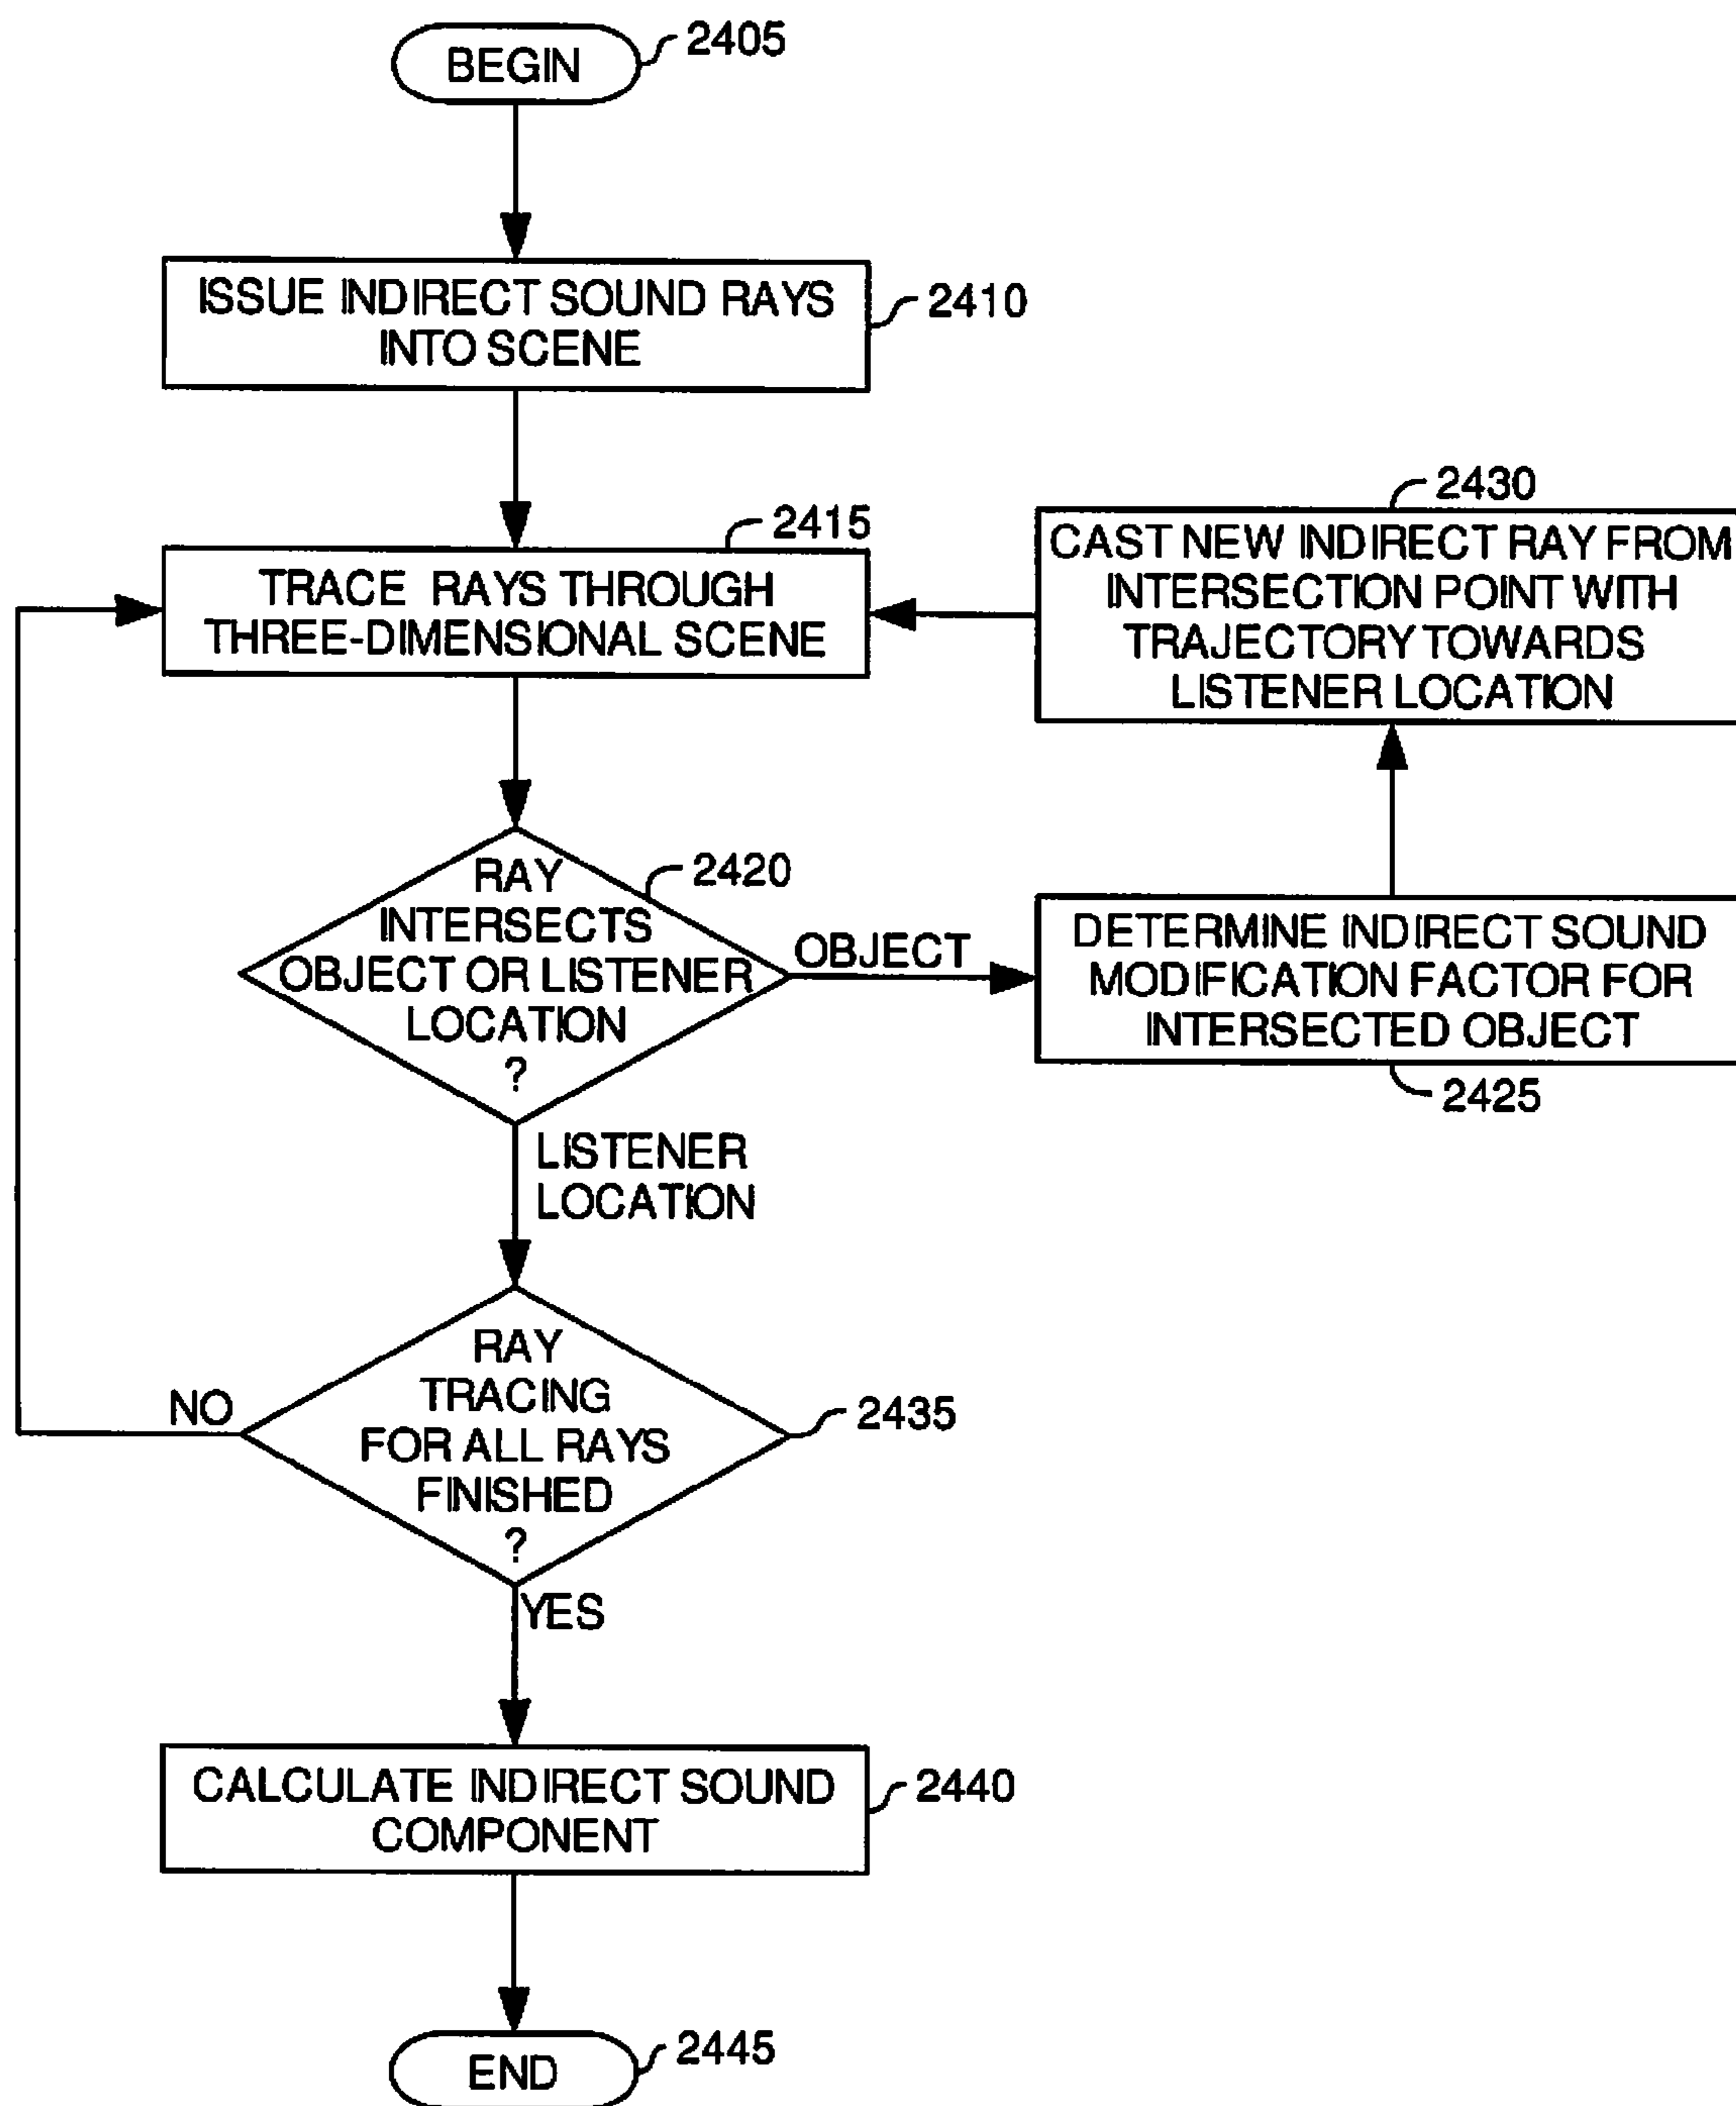 BEGIN
2405
ISSUE INDIRECT SOUND RAYS
INTO SCENE
2410
2415
TRACE RAYS THROUGH
THREE-DIMENSIONAL SCENE
2430
CAST NEW INDIRECT RAY FROM
INTERSECTION POINT WITH
TRAJECTORY TOWARDS
LISTENER LOCATION
RAY
INTERSECTS
OBJECT OR LISTENER
LOCATION
?
2420
OBJECT
DETERMINE INDIRECT SOUND
MODIFICATION FACTOR FOR
INTERSECTED OBJECT
2425
LISTENER
LOCATION
RAY
TRACING
FOR ALL RAYS
FINISHED
?
2435
NO
YES
CALCULATE INDIRECT SOUND
COMPONENT
2440
END
2445